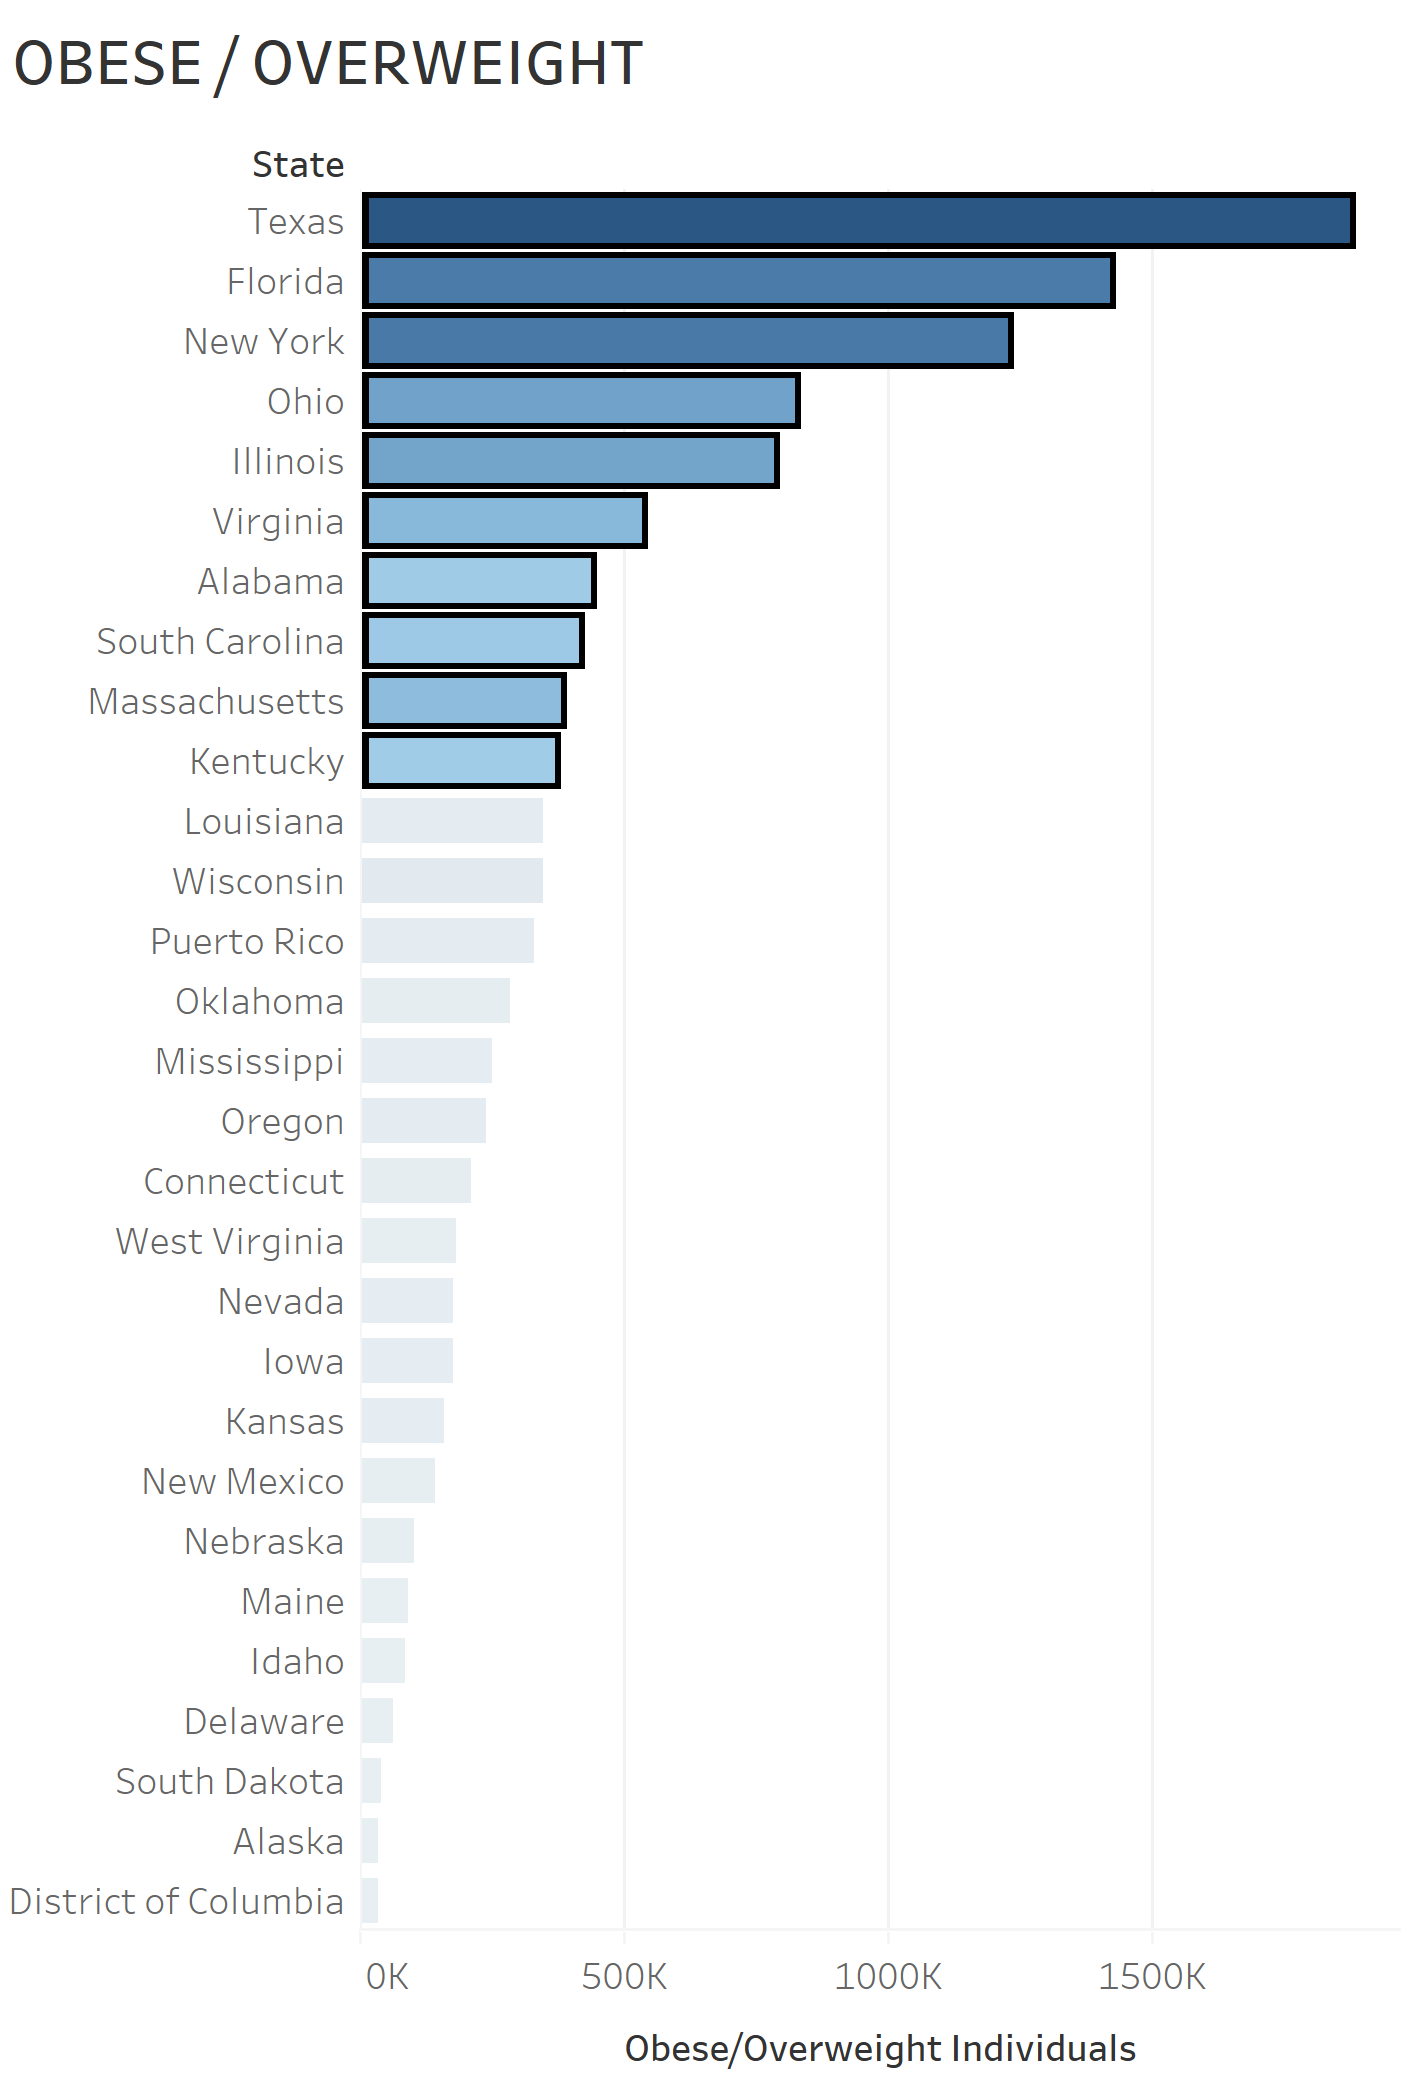 OBESE / OVERWEIGHT
State
Texas
Florida
New York
Ohio
Illinois
Virginia
Alabama
South Carolina
Massachusetts
Kentucky
Louisiana
Wisconsin
Puerto Rico
Oklahoma
Mississippi
Oregon
Connecticut
West Virginia
Nevada
Iowa
Kansas
New Mexico
Nebraska
Maine
Idaho
Delaware
South Dakota
Alaska
District of Columbia
0K 500K 1000K 1500K
Obese/Overweight Individuals